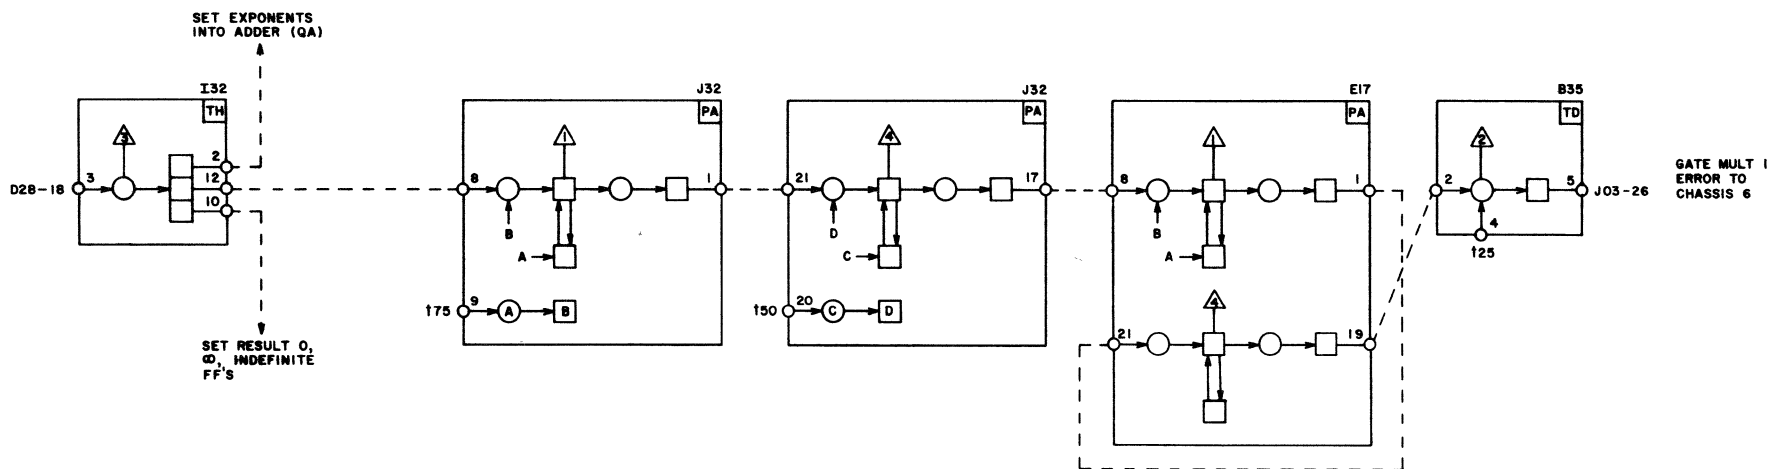 SET EXPONENTS
INTO ADDER (QA)
I32
TH
3
D28-18
3
2
12
10
SET RESULT 0,
∞, INDEFINITE
FF'S
J32
PA
1
8
1
B
A
†75
9
A
B
J32
PA
4
21
17
D
C
†50
20
C
D
E17
PA
1
8
1
B
A
4
21
19
B35
TD
2
2
5
J03-26
4
†25
GATE MULT 1
ERROR TO
CHASSIS 6